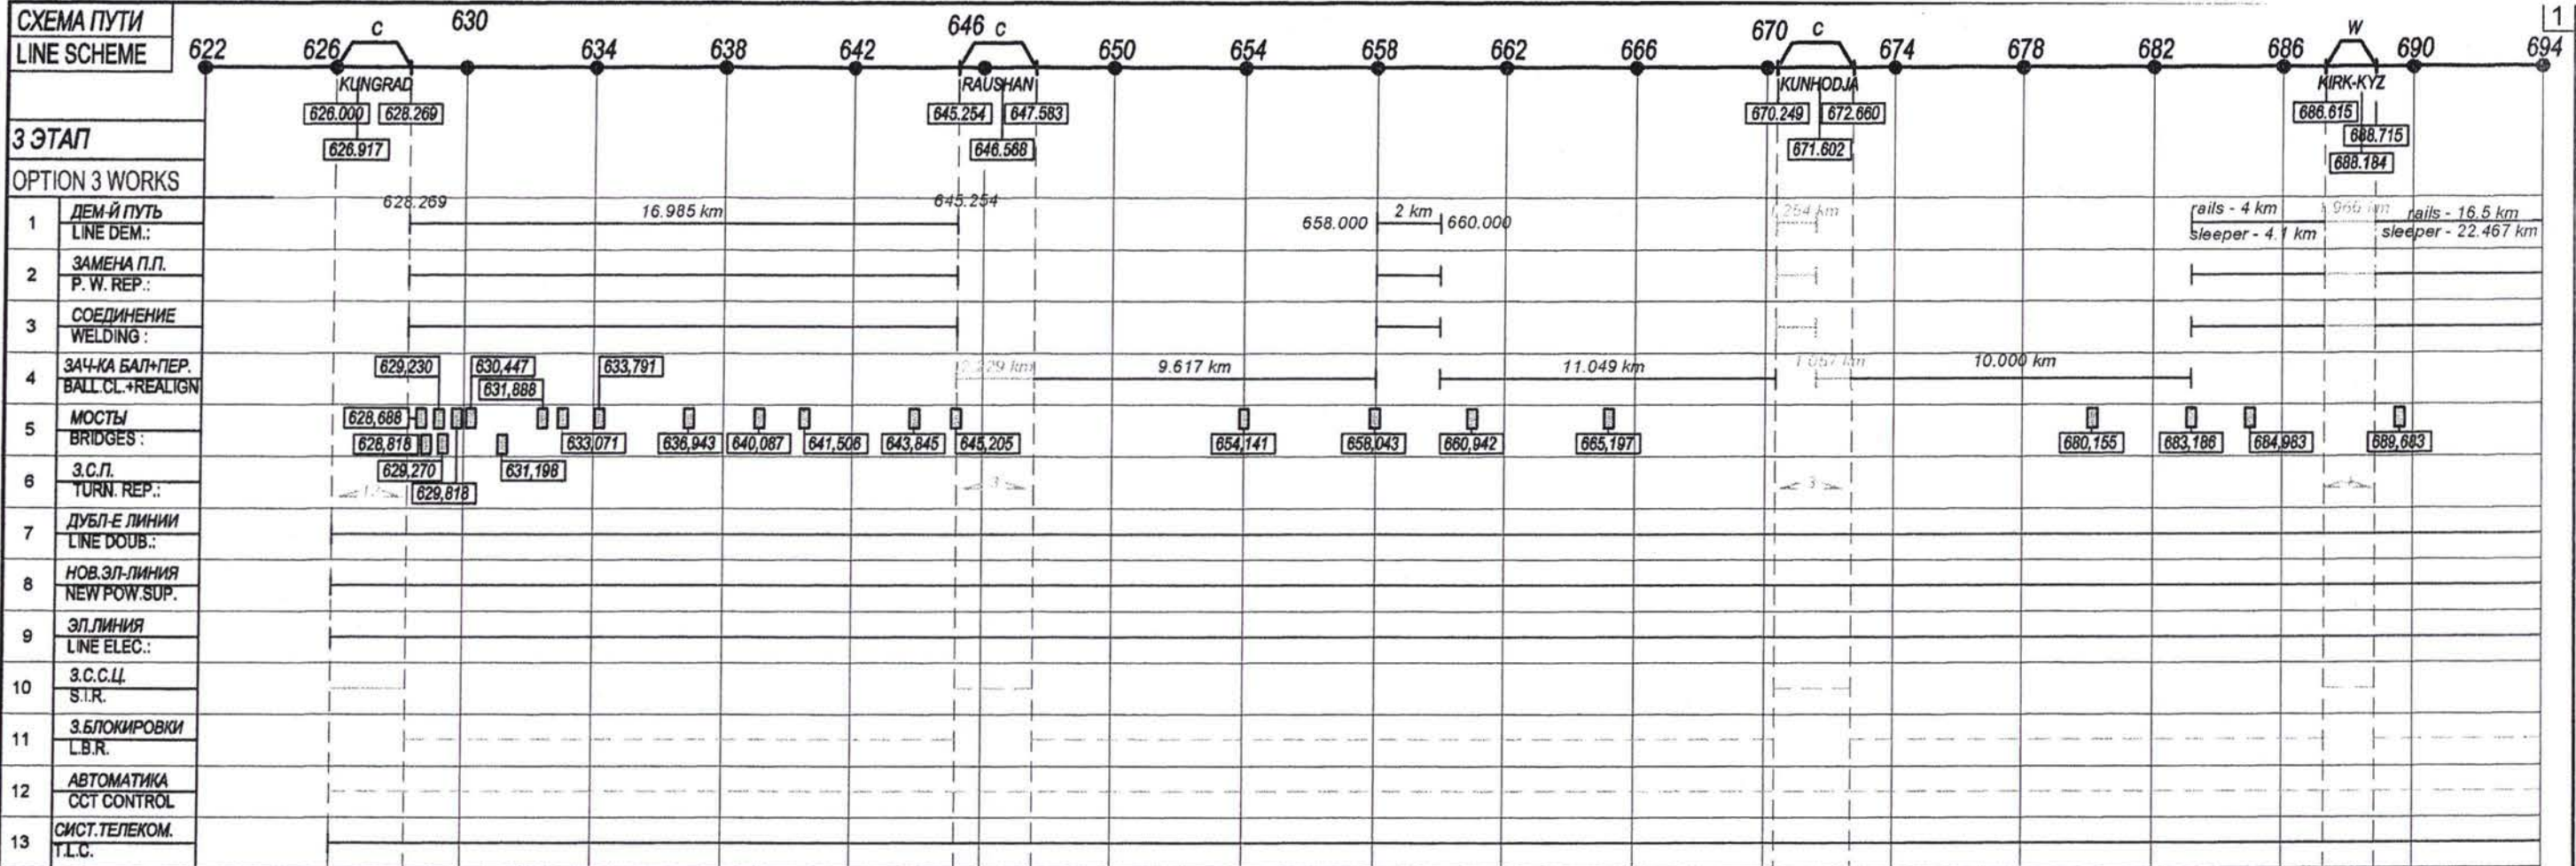 СХЕМА ПУТИ
LINE SCHEME
1
622 626 C 630 634 638 642 646 C 650 654 658 662 666 670 C 674 678 682 686 W 690 694
KUNGRAD RAUSHAN KUNHODJA KIRK-KYZ
626.000 628.269 645.254 647.583 670.249 672.660 686.615
688.715
626.917 646.568 671.602
688.184
3 ЭТАП
OPTION 3 WORKS
1 ДЕМ-Й ПУТЬ
LINE DEM.:
628.269 16.985 km 645.254 658.000 2 km 660.000 rails - 4 km rails - 16.5 km
sleeper - 4.1 km sleeper - 22.467 km
2 ЗАМЕНА П.П.
P. W. REP.:
3 СОЕДИНЕНИЕ
WELDING :
4 ЗАЧ-КА БАЛ+ПЕР.
BALL.CL.+REALIGN
629,230 630,447 633,791 9.617 km 11.049 km 1.057 km 10.000 km
631,888
5 МОСТЫ
BRIDGES :
628,688
628,818 633,071 636,943 640,087 641,506 643,845 645,205 654,141 658,043 660,942 665,197 680,155 683,186 684,983 689,683
629,270 631,198
629,818
6 З.С.П.
TURN. REP.:
12 3 3
7 ДУБЛ-Е ЛИНИИ
LINE DOUB.:
8 НОВ.ЭЛ-ЛИНИЯ
NEW POW.SUP.
9 ЭЛ.ЛИНИЯ
LINE ELEC.:
10 З.С.С.Ц.
S.I.R.
11 З.БЛОКИРОВКИ
L.B.R.
12 АВТОМАТИКА
CCT CONTROL
13 СИСТ.ТЕЛЕКОМ.
T.L.C.